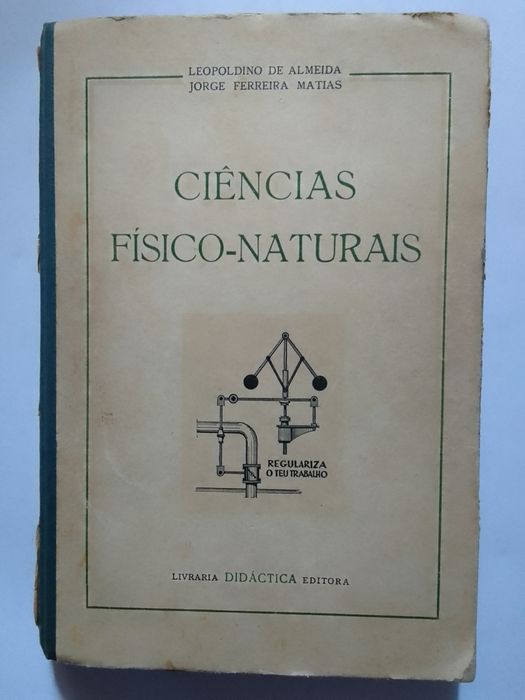 LEOPOLDINO DE ALMEIDA
JORGE FERREIRA MATIAS
CIÊNCIAS
FÍSICO-NATURAIS
REGULARIZA
O TEU TRABALHO
LIVRARIA DIDÁCTICA EDITORA